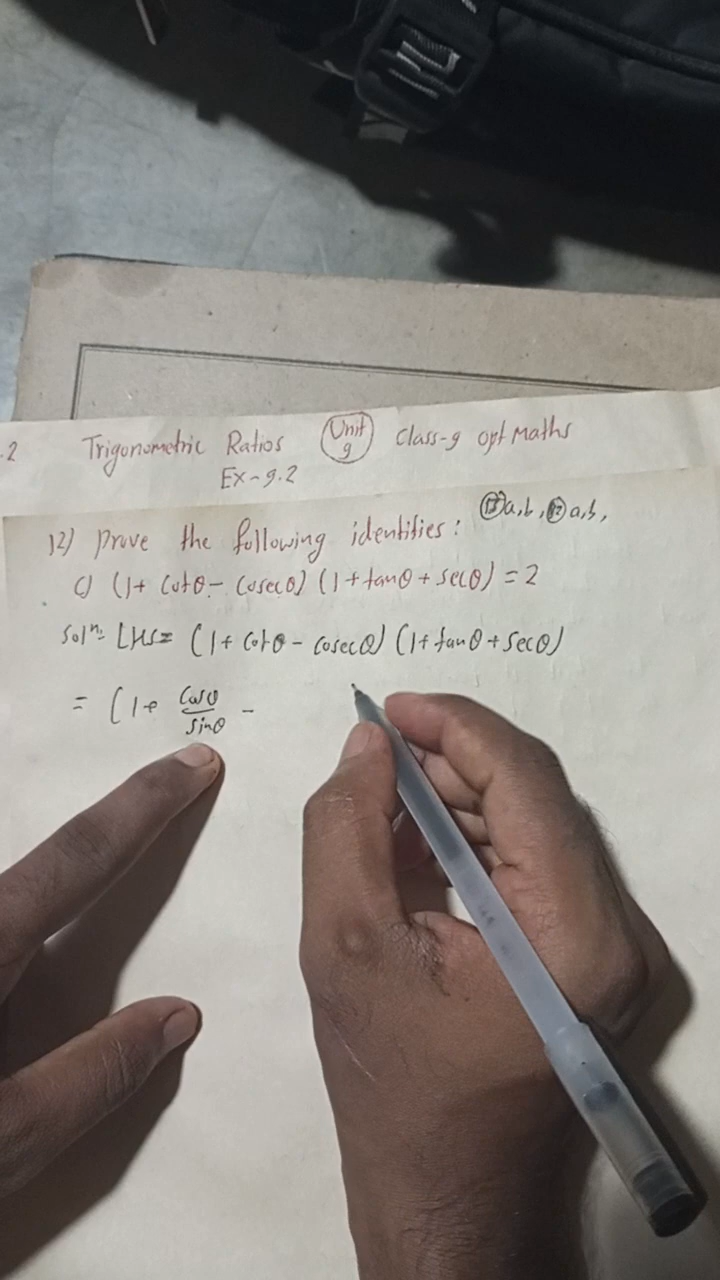 .2 Trigonometric Ratios Unit 9 Class-9 opt Maths
Ex-9.2
12) prove the following identities: a,b, a,b,
c) (1+ cotθ - cosecθ) (1+tanθ+secθ) = 2
Solⁿ: LHS= (1+ cotθ - cosecθ) (1+tanθ+secθ)
= (1+ cosθ/sinθ -